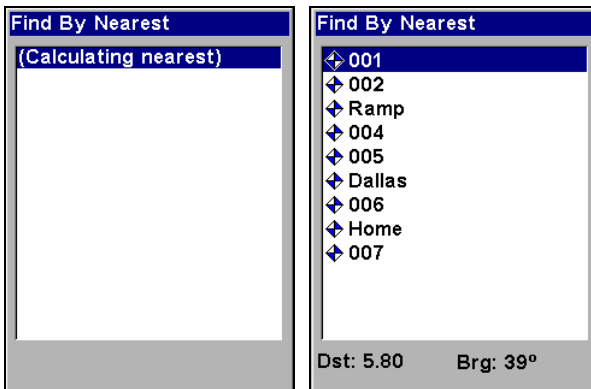 Find By Nearest
(Calculating nearest)
Find By Nearest
001
002
Ramp
004
005
Dallas
006
Home
007
Dst: 5.80 Brg: 39º